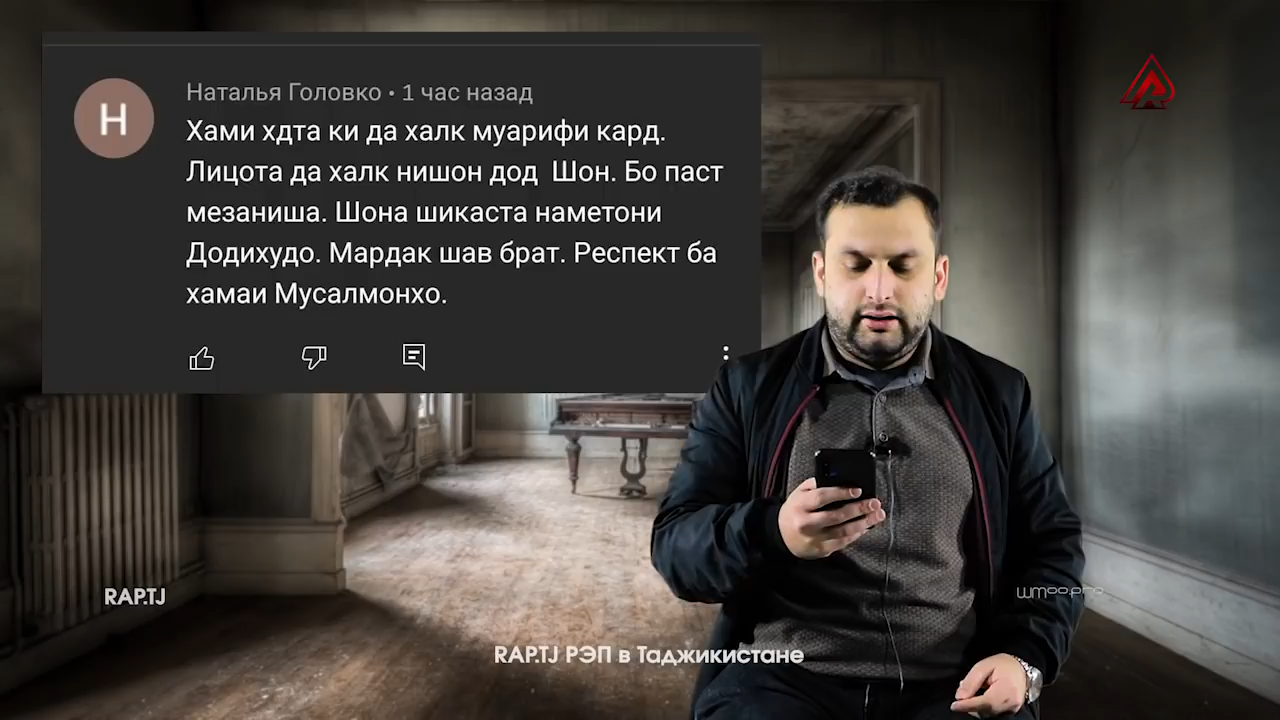 Н
Наталья Головко • 1 час назад
Хами хдта ки да халк муарифи кард.
Лицота да халк нишон дод Шон. Бо паст
мезаниша. Шона шикаста наметони
Додихудо. Мардак шав брат. Респект ба
хамаи Мусалмонхо.
RAP.TJ
wmoo.pro
RAP.TJ РЭП в Таджикистане